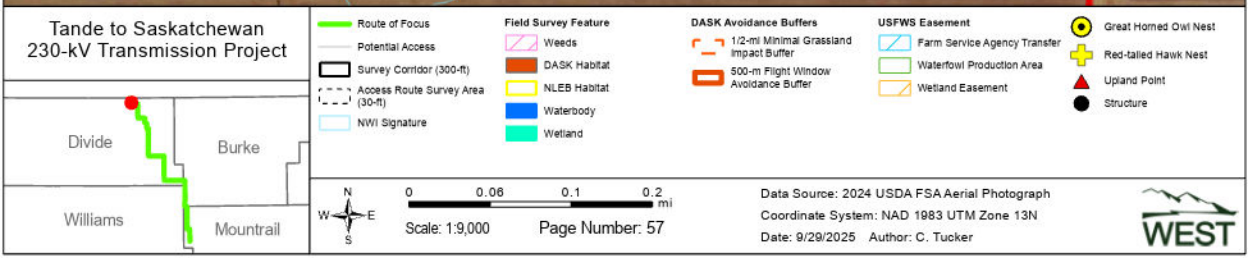 Tande to Saskatchewan
230-kV Transmission Project
Divide
Burke
Williams
Mountrail
Route of Focus
Potential Access
Survey Corridor (300-ft)
Access Route Survey Area
(30-ft)
NWI Signature
Field Survey Feature
Weeds
DASK Habitat
NLEB Habitat
Waterbody
Wetland
DASK Avoidance Buffers
1/2-mi Minimal Grassland
Impact Buffer
500-m Flight Window
Avoidance Buffer
USFWS Easement
Farm Service Agency Transfer
Waterfowl Production Area
Wetland Easement
Great Horned Owl Nest
Red-tailed Hawk Nest
Upland Point
Structure
N
W E
S
0 0.06 0.1 0.2
mi
Scale: 1:9,000 Page Number: 57
Data Source: 2024 USDA FSA Aerial Photograph
Coordinate System: NAD 1983 UTM Zone 13N
Date: 9/29/2025 Author: C. Tucker
WEST